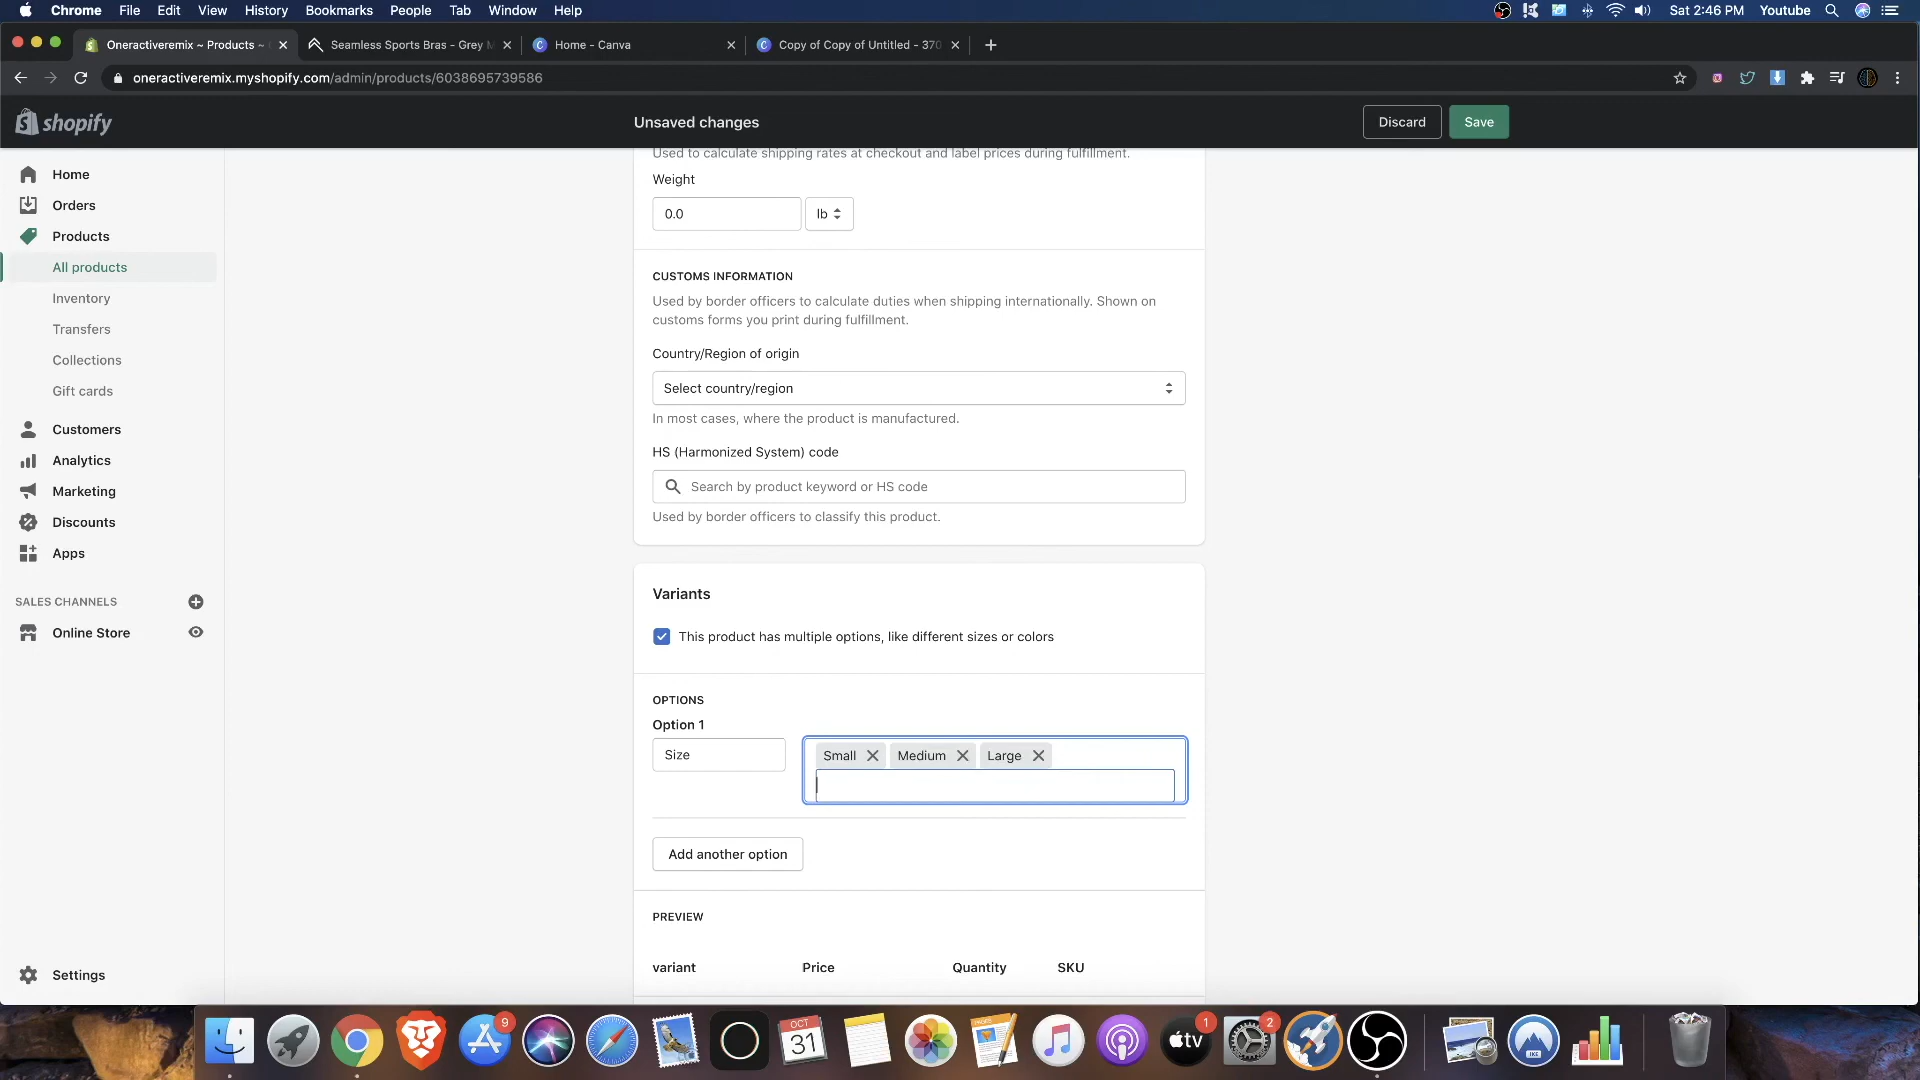 Chrome File Edit View History Bookmarks People Tab Window Help
Sat 2:46 PM Youtube
Oneractiveremix ~ Products ~
Seamless Sports Bras - Grey M
Home - Canva
Copy of Copy of Untitled - 370
oneractiveremix.myshopify.com/admin/products/6038695739586
shopify
Unsaved changes
Discard
Save
Home
Orders
Products
All products
Inventory
Transfers
Collections
Gift cards
Customers
Analytics
Marketing
Discounts
Apps
SALES CHANNELS
Online Store
Settings
Used to calculate shipping rates at checkout and label prices during fulfillment.
Weight
0.0
lb
CUSTOMS INFORMATION
Used by border officers to calculate duties when shipping internationally. Shown on
customs forms you print during fulfillment.
Country/Region of origin
Select country/region
In most cases, where the product is manufactured.
HS (Harmonized System) code
Search by product keyword or HS code
Used by border officers to classify this product.
Variants
This product has multiple options, like different sizes or colors
OPTIONS
Option 1
Size
Small
Medium
Large
Add another option
PREVIEW
variant Price Quantity SKU
9
OCT
31
PAGES
tv
1
2